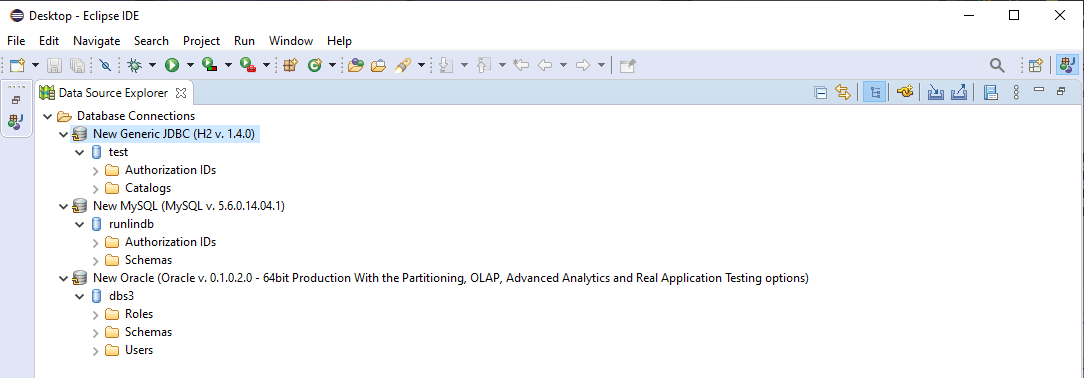 Desktop - Eclipse IDE
File Edit Navigate Search Project Run Window Help
Data Source Explorer
Database Connections
New Generic JDBC (H2 v. 1.4.0)
test
Authorization IDs
Catalogs
New MySQL (MySQL v. 5.6.0.14.04.1)
runlindb
Authorization IDs
Schemas
New Oracle (Oracle v. 0.1.0.2.0 - 64bit Production With the Partitioning, OLAP, Advanced Analytics and Real Application Testing options)
dbs3
Roles
Schemas
Users